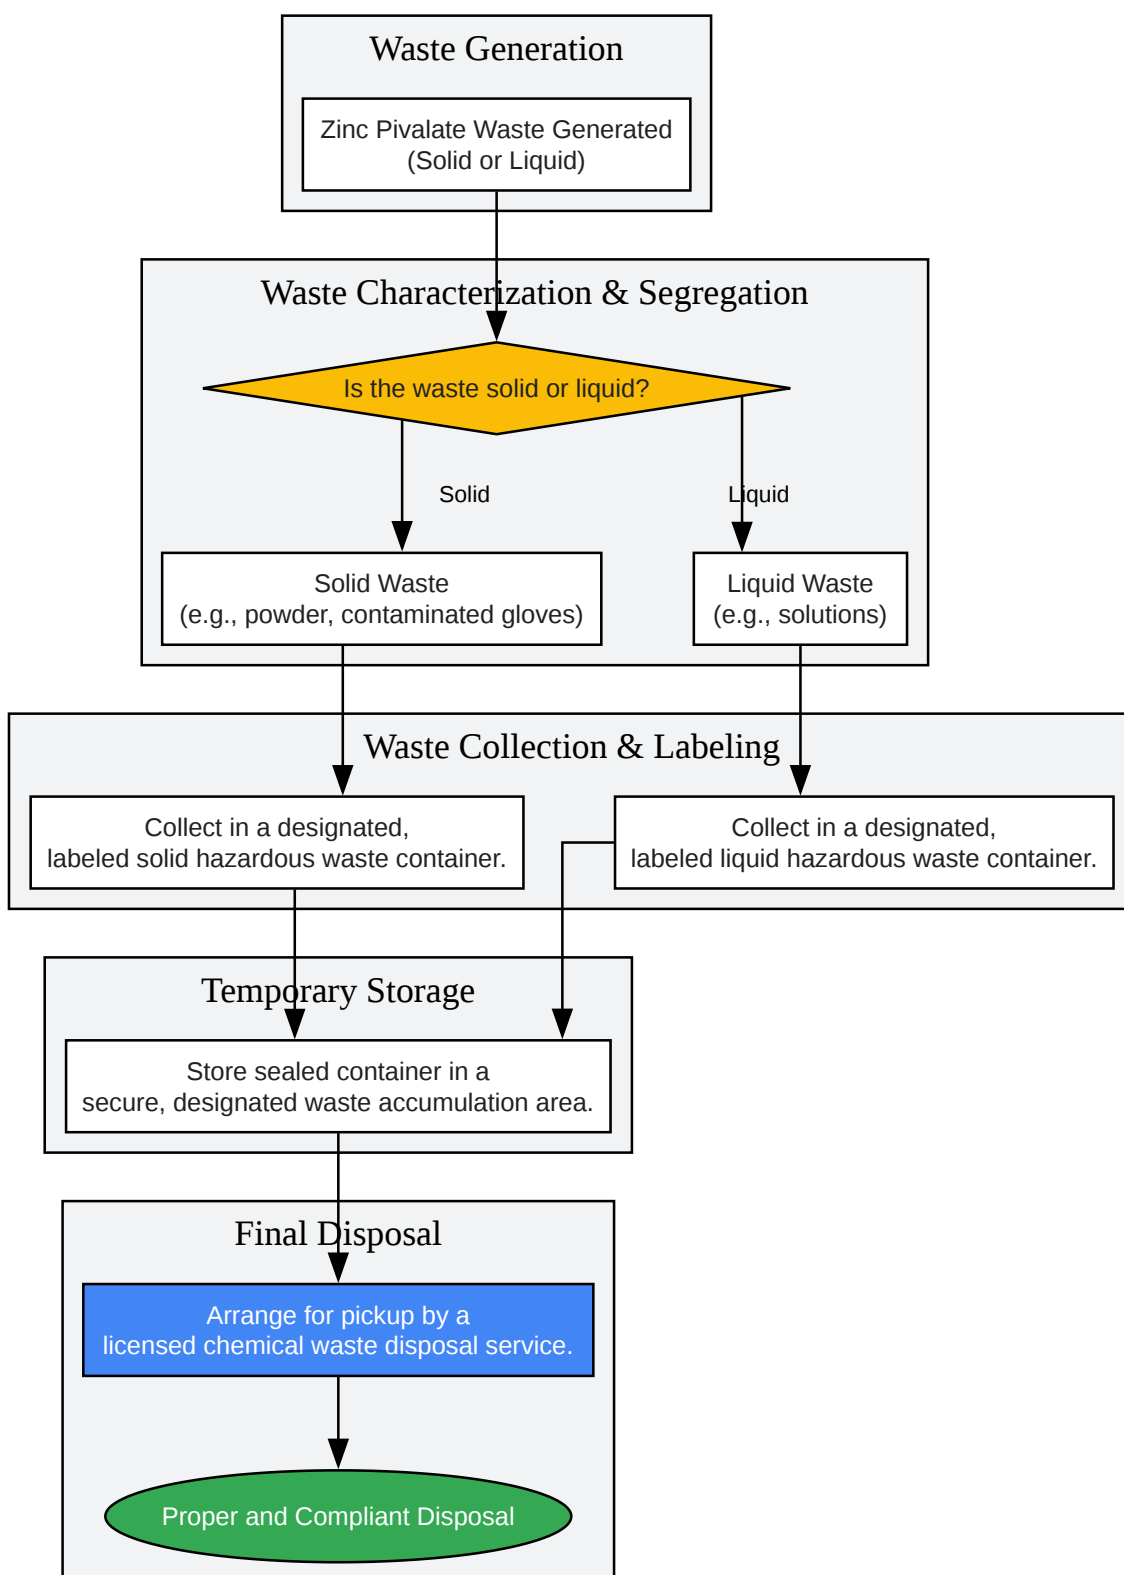 Waste Generation
Zinc Pivalate Waste Generated
(Solid or Liquid)
Waste Characterization & Segregation
Is the waste solid or liquid?
Solid
Liquid
Solid Waste
(e.g., powder, contaminated gloves)
Liquid Waste
(e.g., solutions)
Waste Collection & Labeling
Collect in a designated,
labeled solid hazardous waste container.
Collect in a designated,
labeled liquid hazardous waste container.
Temporary Storage
Store sealed container in a
secure, designated waste accumulation area.
Final Disposal
Arrange for pickup by a
licensed chemical waste disposal service.
Proper and Compliant Disposal